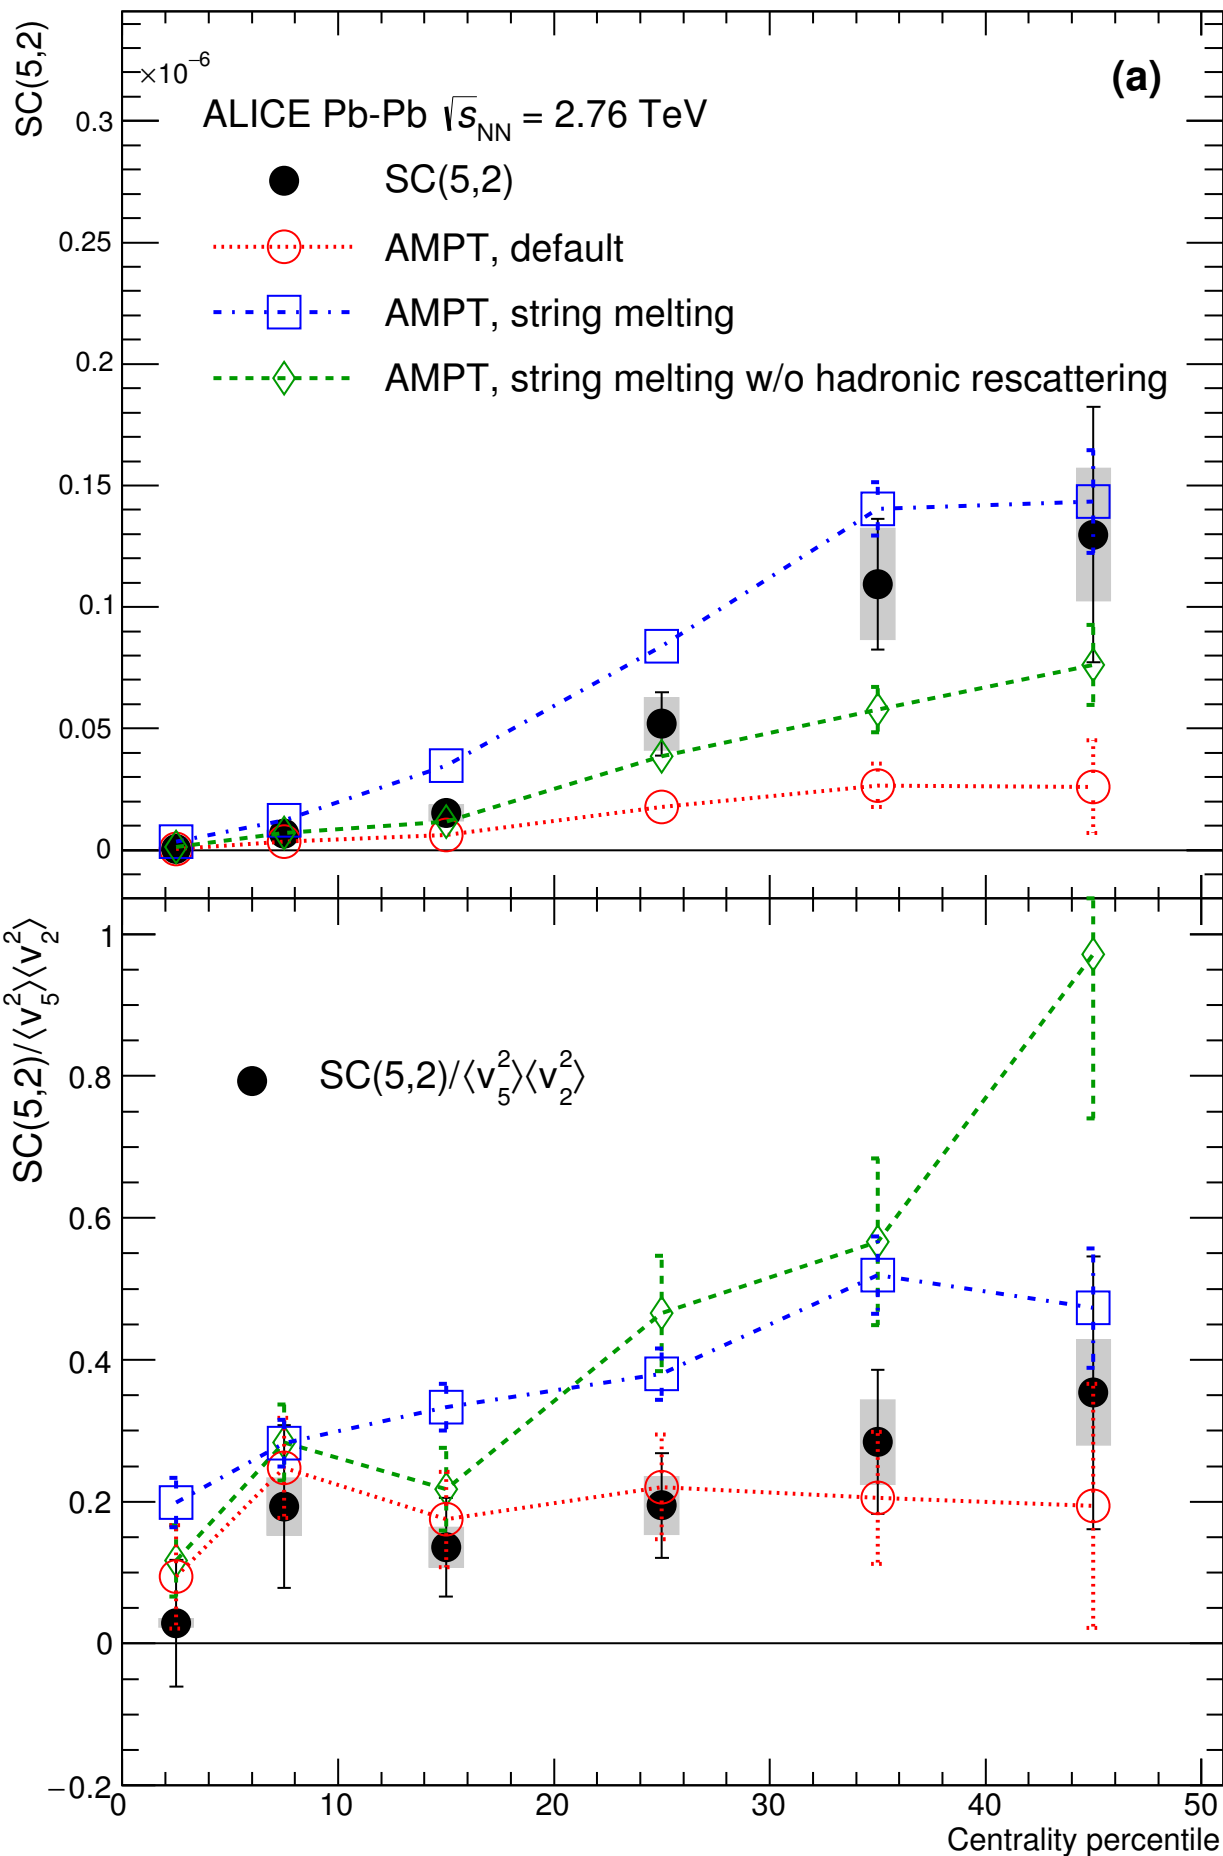 SC(5,2)
×10⁻⁶
(a)
ALICE Pb-Pb √s_NN = 2.76 TeV
SC(5,2)
AMPT, default
AMPT, string melting
AMPT, string melting w/o hadronic rescattering
0.3
0.25
0.2
0.15
0.1
0.05
0
SC(5,2)/⟨v₅²⟩⟨v₂²⟩
SC(5,2)/⟨v₅²⟩⟨v₂²⟩
1
0.8
0.6
0.4
0.2
0
−0.2
0 10 20 30 40 50
Centrality percentile